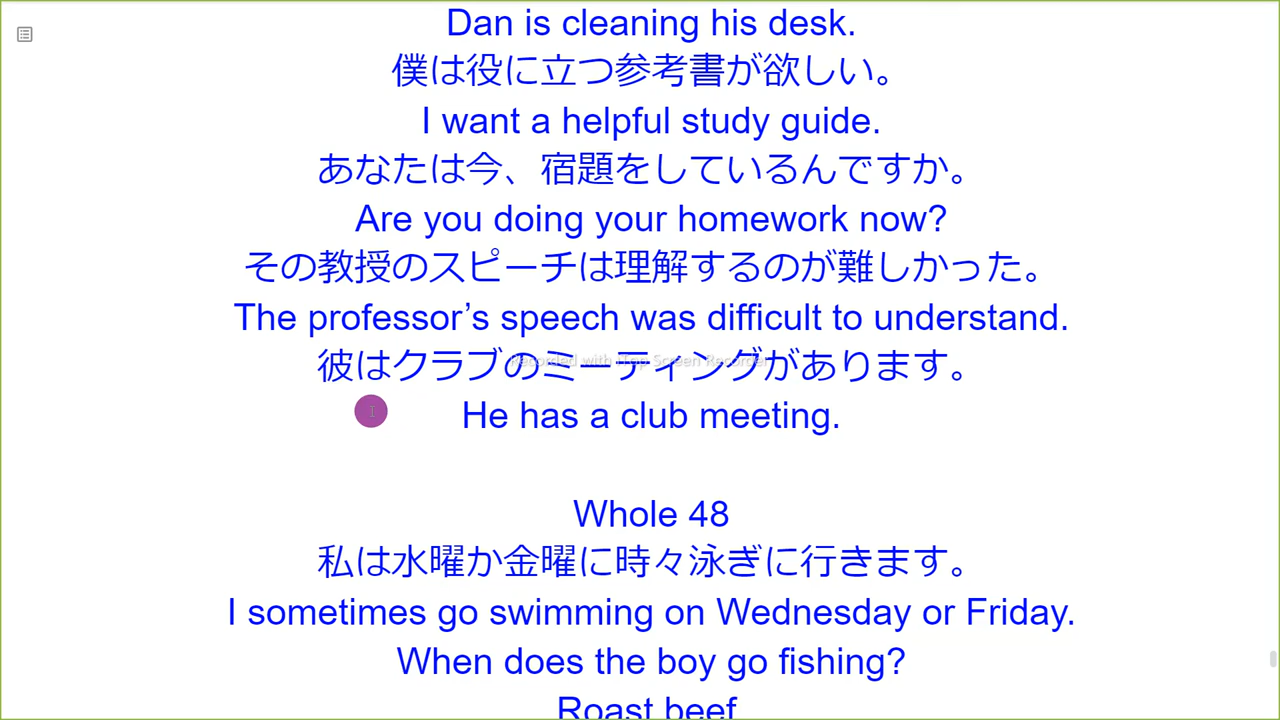 Dan is cleaning his desk.
僕は役に立つ参考書が欲しい。
I want a helpful study guide.
あなたは今、宿題をしているんですか。
Are you doing your homework now?
その教授のスピーチは理解するのが難しかった。
The professor’s speech was difficult to understand.
彼はクラブのミーティングがあります。
Recorded with iTop Screen Recorder
He has a club meeting.
Whole 48
私は水曜か金曜に時々泳ぎに行きます。
I sometimes go swimming on Wednesday or Friday.
When does the boy go fishing?
Roast beef